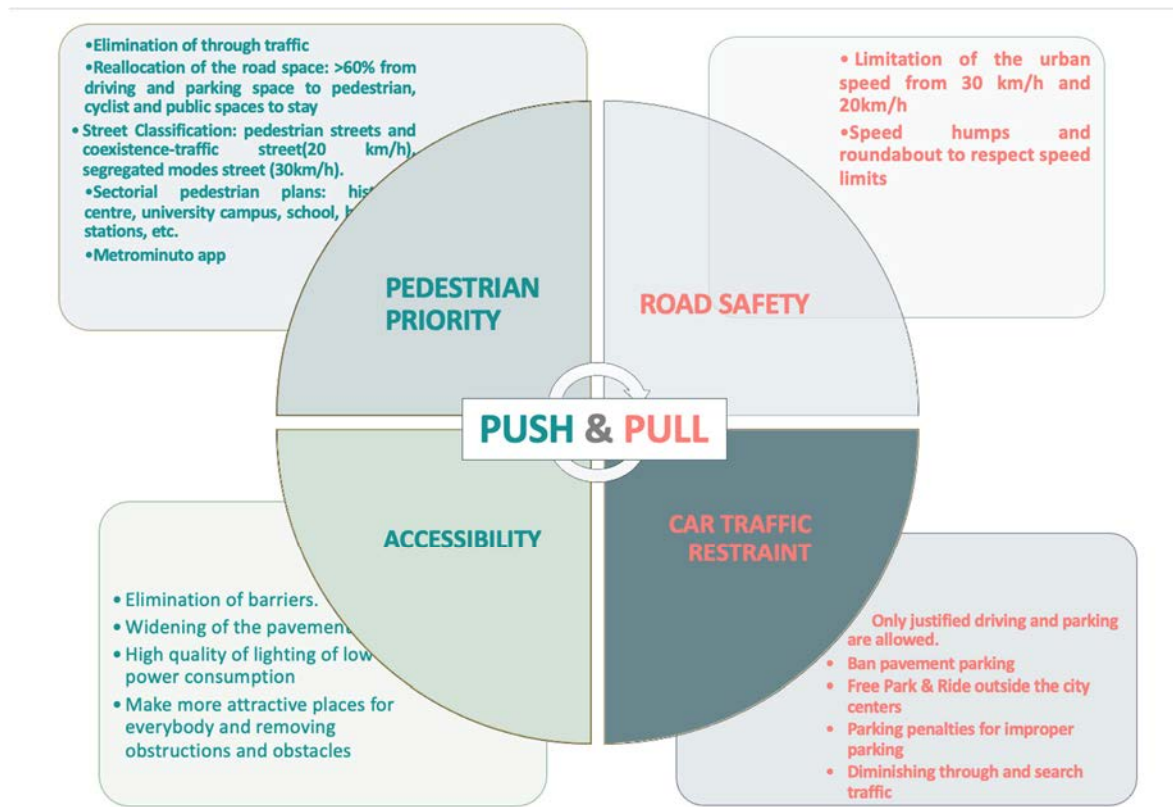 •Elimination of through traffic
•Reallocation of the road space: >60% from
driving and parking space to pedestrian,
cyclist and public spaces to stay
• Street Classification: pedestrian streets and
coexistence-traffic street(20 km/h),
segregated modes street (30km/h).
•Sectorial pedestrian plans:
centre, university campus, school,
stations, etc.
•Metrominuto app
• Limitation of the urban
speed from 30 km/h and
20km/h
•Speed humps and
roundabout to respect speed
limits
PEDESTRIAN
PRIORITY
ROAD SAFETY
PUSH & PULL
ACCESSIBILITY
CAR TRAFFIC
RESTRAINT
• Elimination of barriers.
• Widening of the pavement
• High quality of lighting of low
power consumption
• Make more attractive places for
everybody and removing
obstructions and obstacles
Only justified driving and parking
are allowed.
• Ban pavement parking
• Free Park & Ride outside the city
centers
• Parking penalties for improper
parking
• Diminishing through and search
traffic